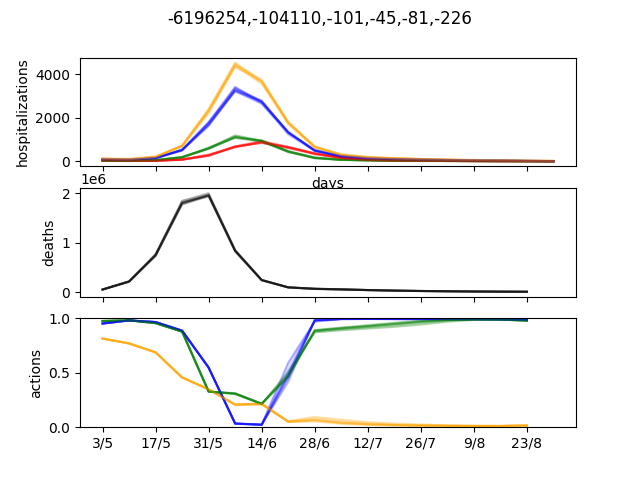 -6196254,-104110,-101,-45,-81,-226
hospitalizations
4000
2000
0
days
1e6
deaths
2
1
0
actions
1.0
0.5
0.0
3/5 17/5 31/5 14/6 28/6 12/7 26/7 9/8 23/8